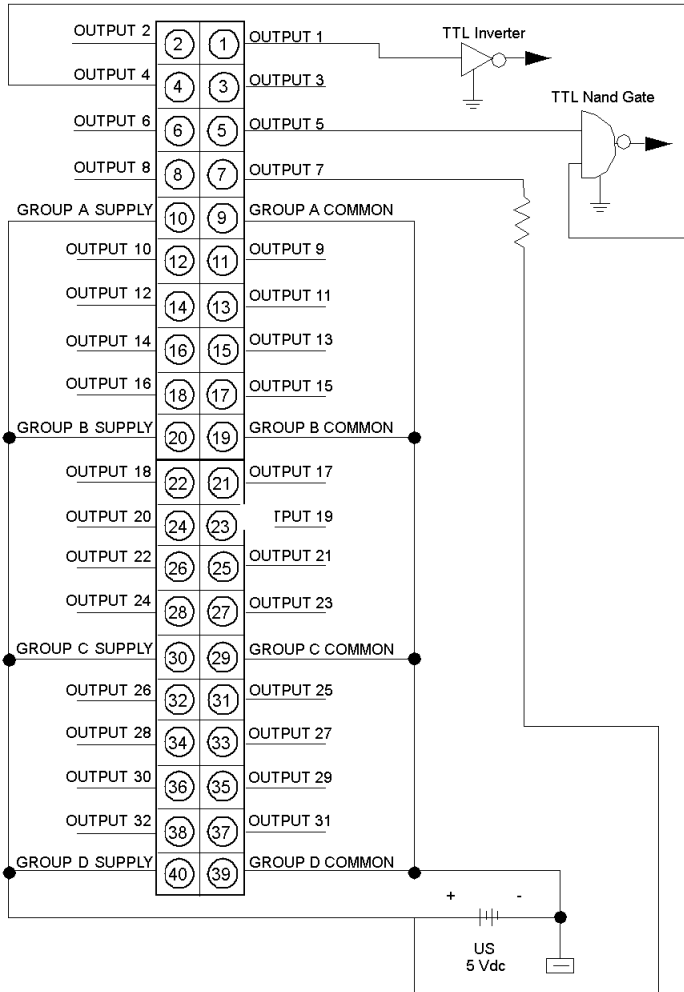 OUTPUT 2 2 1 OUTPUT 1 TTL Inverter
OUTPUT 4 4 3 OUTPUT 3
TTL Nand Gate
OUTPUT 6 6 5 OUTPUT 5
OUTPUT 8 8 7 OUTPUT 7
GROUP A SUPPLY 10 9 GROUP A COMMON
OUTPUT 10 12 11 OUTPUT 9
OUTPUT 12 14 13 OUTPUT 11
OUTPUT 14 16 15 OUTPUT 13
OUTPUT 16 18 17 OUTPUT 15
GROUP B SUPPLY 20 19 GROUP B COMMON
OUTPUT 18 22 21 OUTPUT 17
OUTPUT 20 24 23 TPUT 19
OUTPUT 22 26 25 OUTPUT 21
OUTPUT 24 28 27 OUTPUT 23
GROUP C SUPPLY 30 29 GROUP C COMMON
OUTPUT 26 32 31 OUTPUT 25
OUTPUT 28 34 33 OUTPUT 27
OUTPUT 30 36 35 OUTPUT 29
OUTPUT 32 38 37 OUTPUT 31
GROUP D SUPPLY 40 39 GROUP D COMMON
+ -
US
5 Vdc